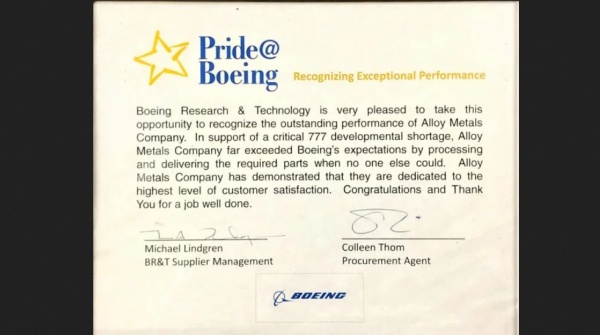 Pride@
Boeing
Recognizing Exceptional Performance
Boeing Research & Technology is very pleased to take this
opportunity to recognize the outstanding performance of Alloy Metals
Company. In support of a critical 777 developmental shortage, Alloy
Metals Company far exceeded Boeing's expectations by processing
and delivering the required parts when no one else could. Alloy
Metals Company has demonstrated that they are dedicated to the
highest level of customer satisfaction. Congratulations and Thank
You for a job well done.
Michael Lindgren
BR&T Supplier Management
Colleen Thom
Procurement Agent
BOEING